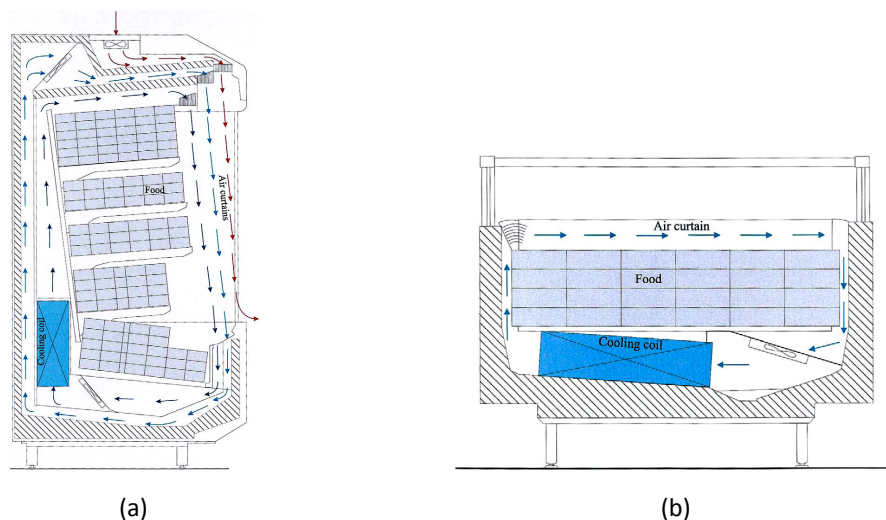 Food
Air curtains
Cooling coil
(a)
Air curtain
Food
Cooling coil
(b)